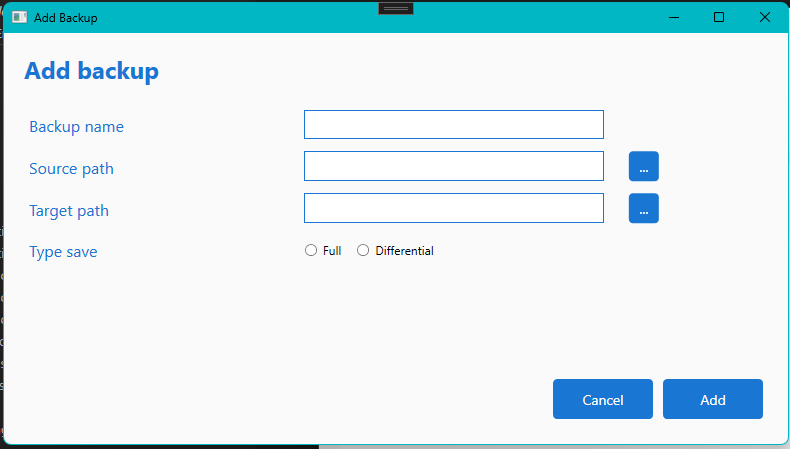 Add Backup
Add backup
Backup name
Source path
...
Target path
...
Type save
Full
Differential
Cancel
Add